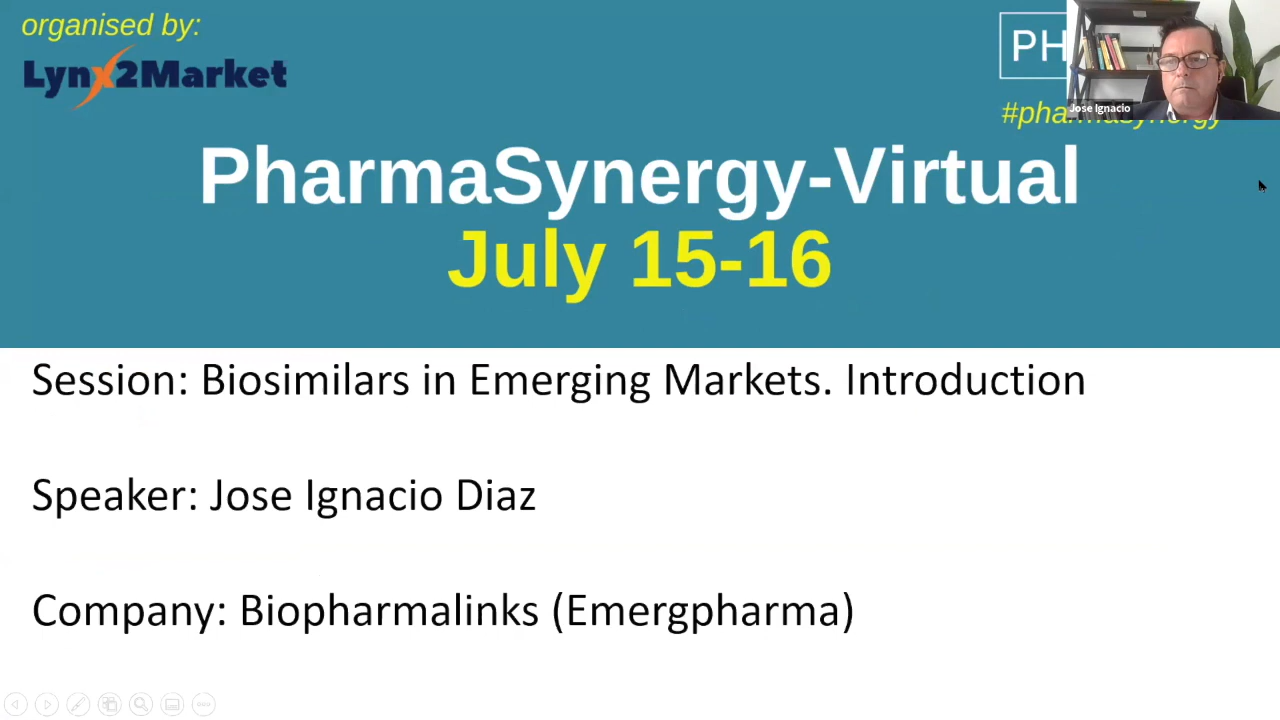 organised by:
Lynx2Market
PH
Jose Ignacio
#pharmasynergy
PharmaSynergy-Virtual
July 15-16
Session: Biosimilars in Emerging Markets. Introduction
Speaker: Jose Ignacio Diaz
Company: Biopharmalinks (Emergpharma)